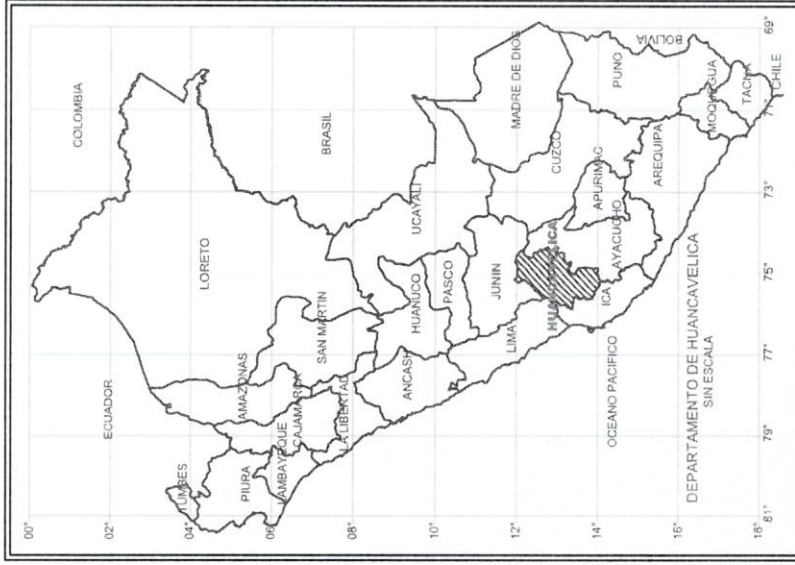 COLOMBIA
ECUADOR
TUMBES
PIURA
AMAZONAS
LORETO
LAMBAYEQUE
CAJAMARCA
SAN MARTIN
BRASIL
LA LIBERTAD
ANCASH
HUANUCO
UCAYALI
PASCO
LIMA
JUNIN
MADRE DE DIOS
HUANCAVELICA
CUZCO
ICA
AYACUCHO
APURIMAC
PUNO
BOLIVIA
AREQUIPA
MOQUEGUA
TACNA
CHILE
OCEANO PACIFICO
DEPARTAMENTO DE HUANCAVELICA
SIN ESCALA
00°
02°
04°
06°
08°
10°
12°
14°
16°
18°
81°
79°
77°
75°
73°
71°
69°